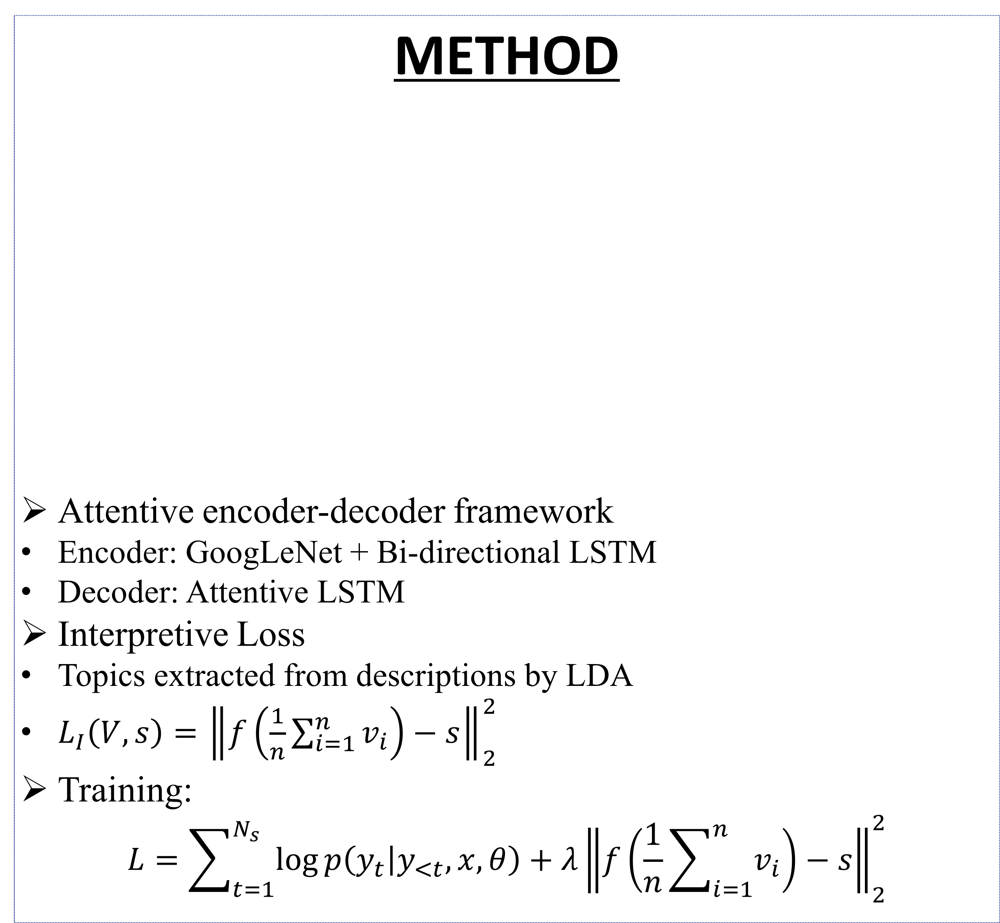 METHOD
➢ Attentive encoder-decoder framework
• Encoder: GoogLeNet + Bi-directional LSTM
• Decoder: Attentive LSTM
➢ Interpretive Loss
• Topics extracted from descriptions by LDA
• $L_I(V, s) = \left\| f\left(\frac{1}{n}\sum_{i=1}^{n} v_i\right) - s \right\|_2^2$
➢ Training:
$L = \sum_{t=1}^{N_s} \log p(y_t|y_{<t}, x, \theta) + \lambda \left\| f\left(\frac{1}{n}\sum_{i=1}^{n} v_i\right) - s \right\|_2^2$